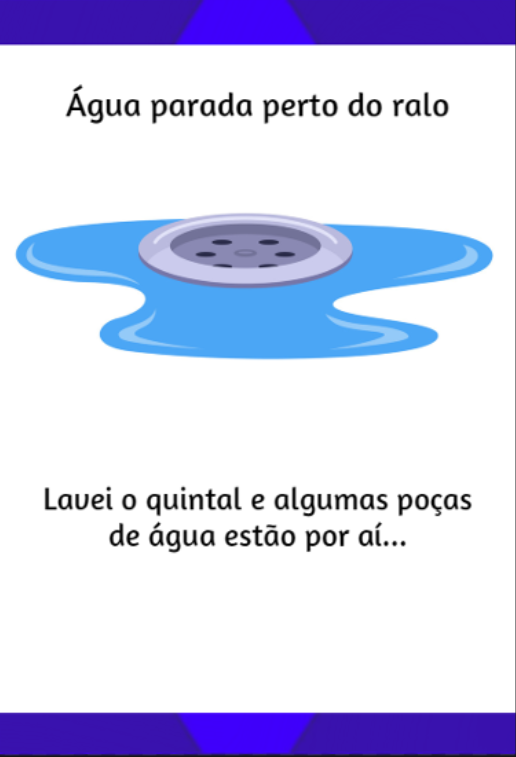 Água parada perto do ralo
Lavei o quintal e algumas poças
de água estão por aí...